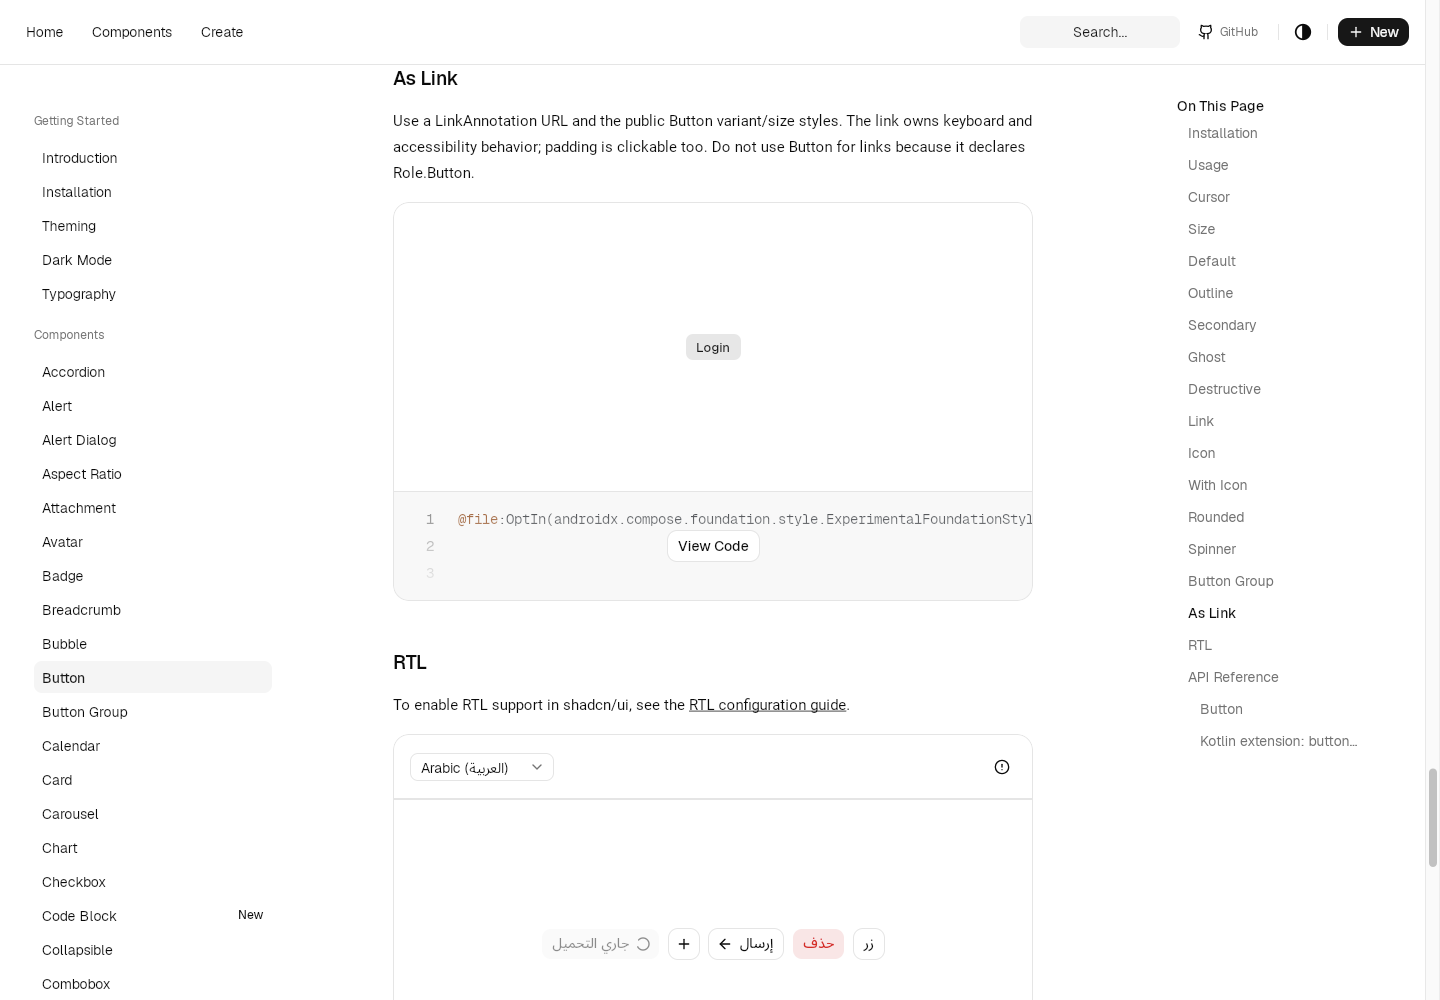 Home
Components
Create
Search...
GitHub
New
Getting Started
Introduction
Installation
Theming
Dark Mode
Typography
Components
Accordion
Alert
Alert Dialog
Aspect Ratio
Attachment
Avatar
Badge
Breadcrumb
Bubble
Button
Button Group
Calendar
Card
Carousel
Chart
Checkbox
Code Block
New
Collapsible
Combobox
As Link
Use a LinkAnnotation URL and the public Button variant/size styles. The link owns keyboard and
accessibility behavior; padding is clickable too. Do not use Button for links because it declares
Role.Button.
Login
1 @file:OptIn(androidx.compose.foundation.style.ExperimentalFoundationStyl
2
3
View Code
RTL
To enable RTL support in shadcn/ui, see the RTL configuration guide.
Arabic (العربية)
زر
حذف
إرسال
جاري التحميل
On This Page
Installation
Usage
Cursor
Size
Default
Outline
Secondary
Ghost
Destructive
Link
Icon
With Icon
Rounded
Spinner
Button Group
As Link
RTL
API Reference
Button
Kotlin extension: button...